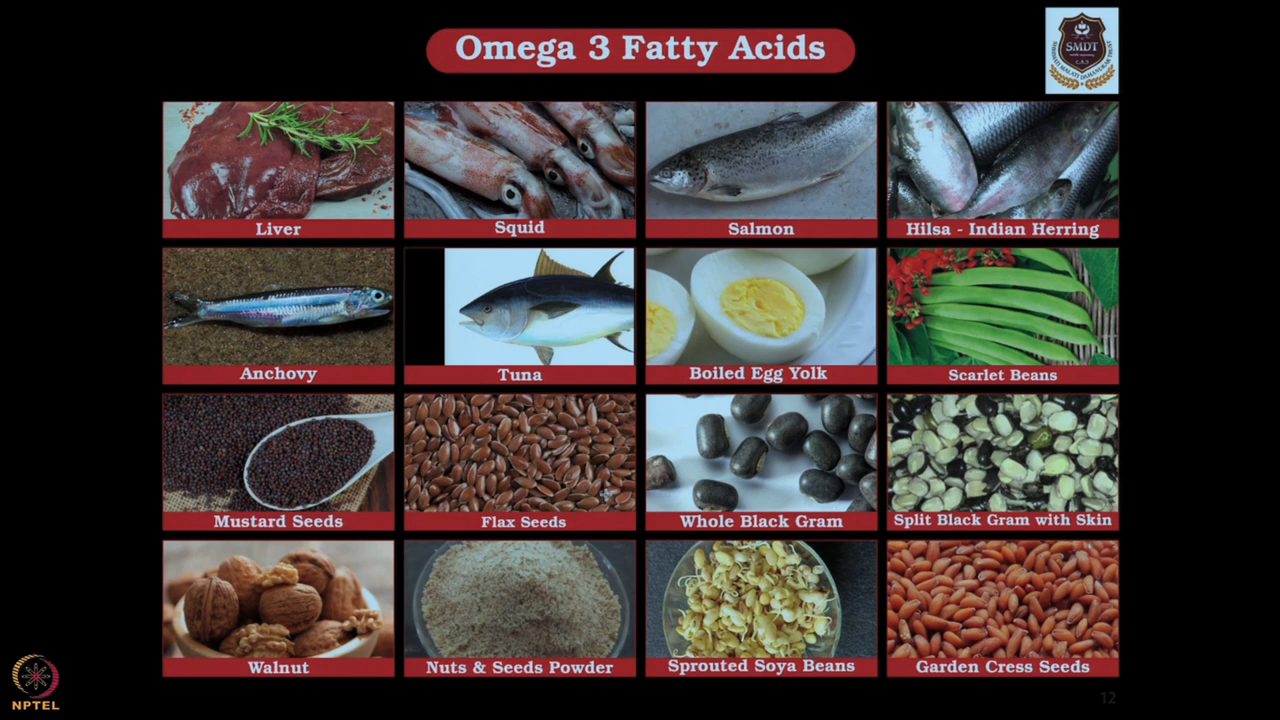 Omega 3 Fatty Acids
SMDT
Liver
Squid
Salmon
Hilsa - Indian Herring
Anchovy
Tuna
Boiled Egg Yolk
Scarlet Beans
Mustard Seeds
Flax Seeds
Whole Black Gram
Split Black Gram with Skin
Walnut
Nuts & Seeds Powder
Sprouted Soya Beans
Garden Cress Seeds
NPTEL
12